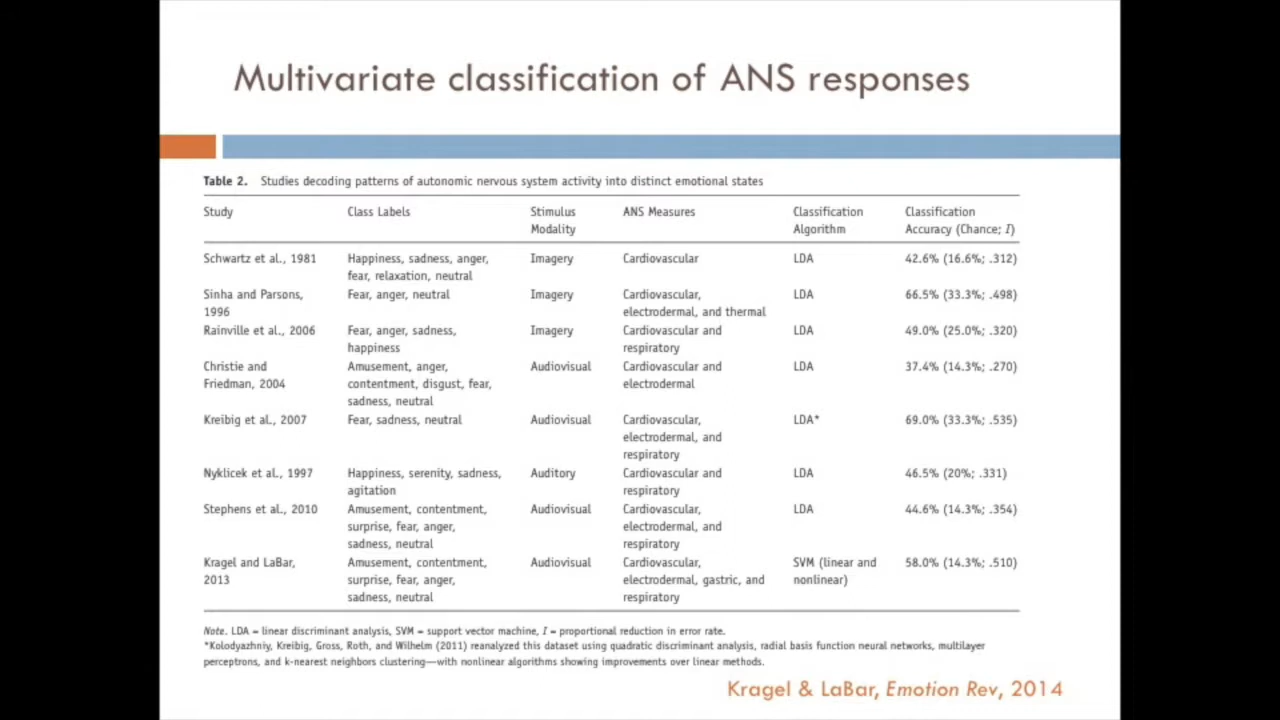 Multivariate classification of ANS responses
Table 2. Studies decoding patterns of autonomic nervous system activity into distinct emotional states
Study Class Labels Stimulus Modality ANS Measures Classification Algorithm Classification Accuracy (Chance; I)
Schwartz et al., 1981 Happiness, sadness, anger, fear, relaxation, neutral Imagery Cardiovascular LDA 42.6% (16.6%; .312)
Sinha and Parsons, 1996 Fear, anger, neutral Imagery Cardiovascular, electrodermal, and thermal LDA 66.5% (33.3%; .498)
Rainville et al., 2006 Fear, anger, sadness, happiness Imagery Cardiovascular and respiratory LDA 49.0% (25.0%; .320)
Christie and Friedman, 2004 Amusement, anger, contentment, disgust, fear, sadness, neutral Audiovisual Cardiovascular and electrodermal LDA 37.4% (14.3%; .270)
Kreibig et al., 2007 Fear, sadness, neutral Audiovisual Cardiovascular, electrodermal, and respiratory LDA* 69.0% (33.3%; .535)
Nyklicek et al., 1997 Happiness, serenity, sadness, agitation Auditory Cardiovascular and respiratory LDA 46.5% (20%; .331)
Stephens et al., 2010 Amusement, contentment, surprise, fear, anger, sadness, neutral Audiovisual Cardiovascular, electrodermal, and respiratory LDA 44.6% (14.3%; .354)
Kragel and LaBar, 2013 Amusement, contentment, surprise, fear, anger, sadness, neutral Audiovisual Cardiovascular, electrodermal, gastric, and respiratory SVM (linear and nonlinear) 58.0% (14.3%; .510)
Note. LDA = linear discriminant analysis, SVM = support vector machine, I = proportional reduction in error rate.
*Kolodyazhniy, Kreibig, Gross, Roth, and Wilhelm (2011) reanalyzed this dataset using quadratic discriminant analysis, radial basis function neural networks, multilayer
perceptrons, and k-nearest neighbors clustering—with nonlinear algorithms showing improvements over linear methods.
Kragel & LaBar, Emotion Rev, 2014